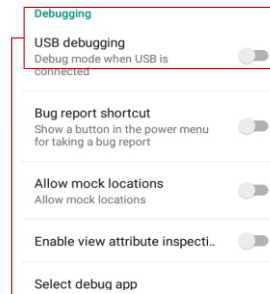 Debugging
USB debugging
Debug mode when USB is
connected
Bug report shortcut
Show a button in the power menu
for taking a bug report
Allow mock locations
Allow mock locations
Enable view attribute inspecti..
Select debug app